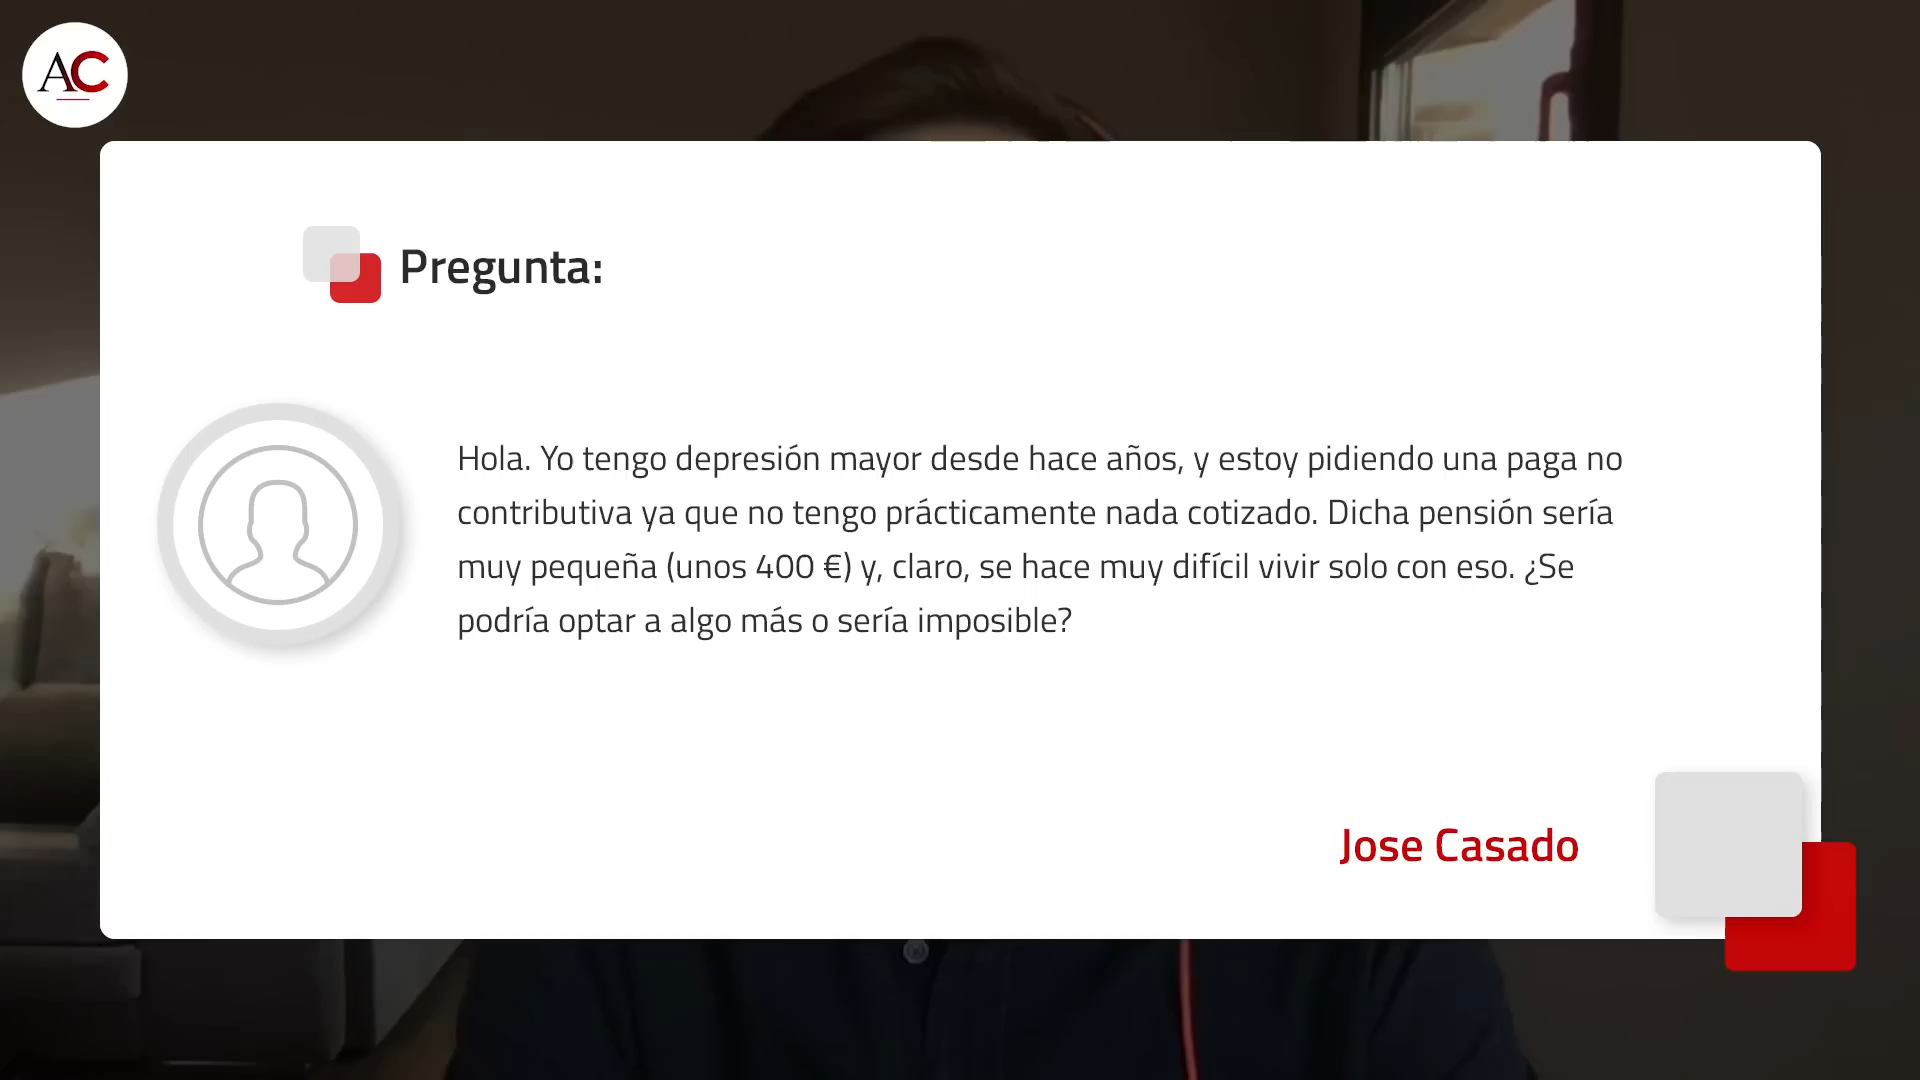 AC
Pregunta:
Hola. Yo tengo depresión mayor desde hace años, y estoy pidiendo una paga no
contributiva ya que no tengo prácticamente nada cotizado. Dicha pensión sería
muy pequeña (unos 400 €) y, claro, se hace muy difícil vivir solo con eso. ¿Se
podría optar a algo más o sería imposible?
Jose Casado